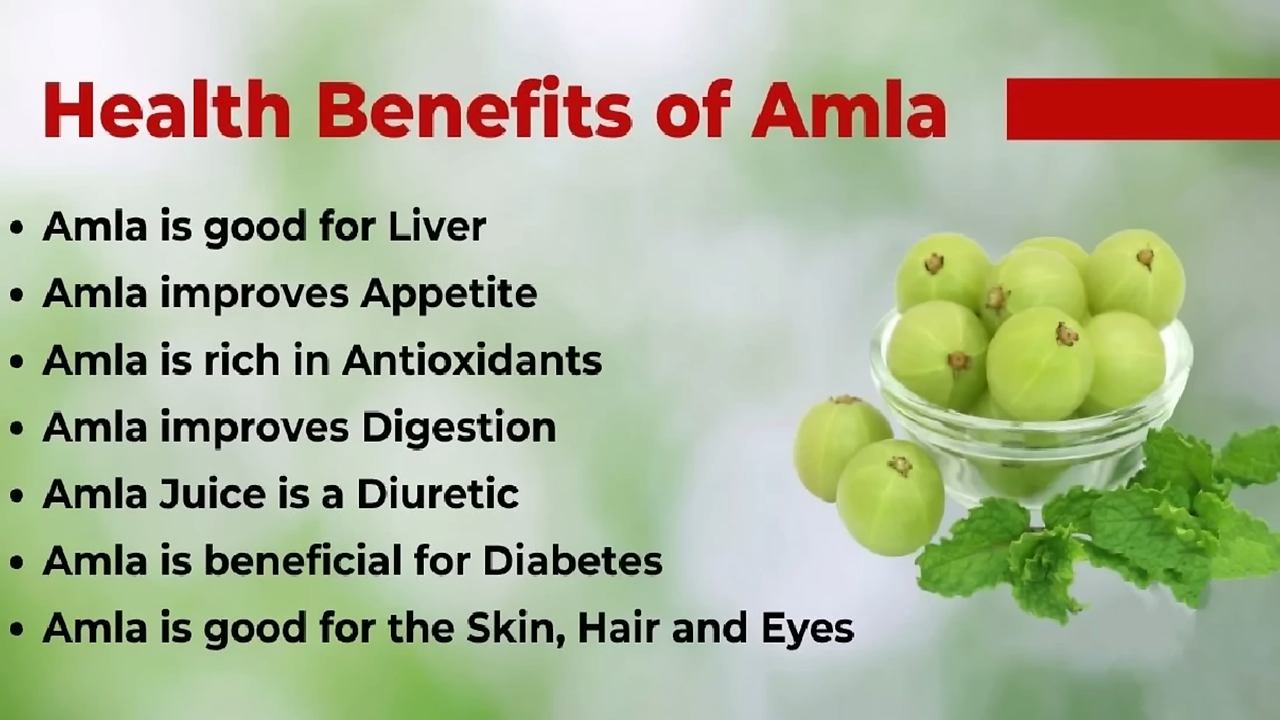 Health Benefits of Amla
• Amla is good for Liver
• Amla improves Appetite
• Amla is rich in Antioxidants
• Amla improves Digestion
• Amla Juice is a Diuretic
• Amla is beneficial for Diabetes
• Amla is good for the Skin, Hair and Eyes